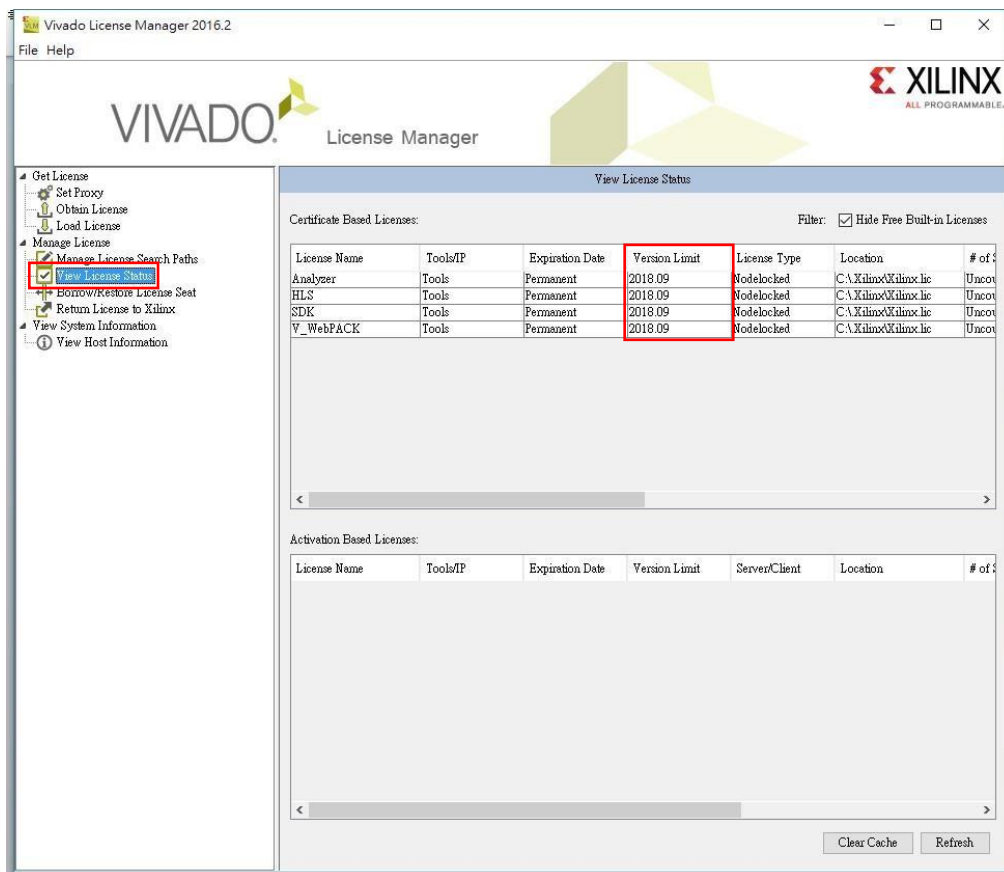 Vivado License Manager 2016.2
File Help
VIVADO. License Manager
XILINX
ALL PROGRAMMABLE.
Get License
Set Proxy
Obtain License
Load License
Manage License
Manage License Search Paths
View License Status
Borrow/Restore License Seat
Return License to Xilinx
View System Information
View Host Information
View License Status
Certificate Based Licenses: Filter: Hide Free Built-in Licenses
License Name Tools/IP Expiration Date Version Limit License Type Location # of S
Analyzer Tools Permanent 2018.09 Nodelocked C:\.Xilinx\Xilinx.lic Uncou
HLS Tools Permanent 2018.09 Nodelocked C:\.Xilinx\Xilinx.lic Uncou
SDK Tools Permanent 2018.09 Nodelocked C:\.Xilinx\Xilinx.lic Uncou
V_WebPACK Tools Permanent 2018.09 Nodelocked C:\.Xilinx\Xilinx.lic Uncou
Activation Based Licenses:
License Name Tools/IP Expiration Date Version Limit Server/Client Location # of S
Clear Cache Refresh